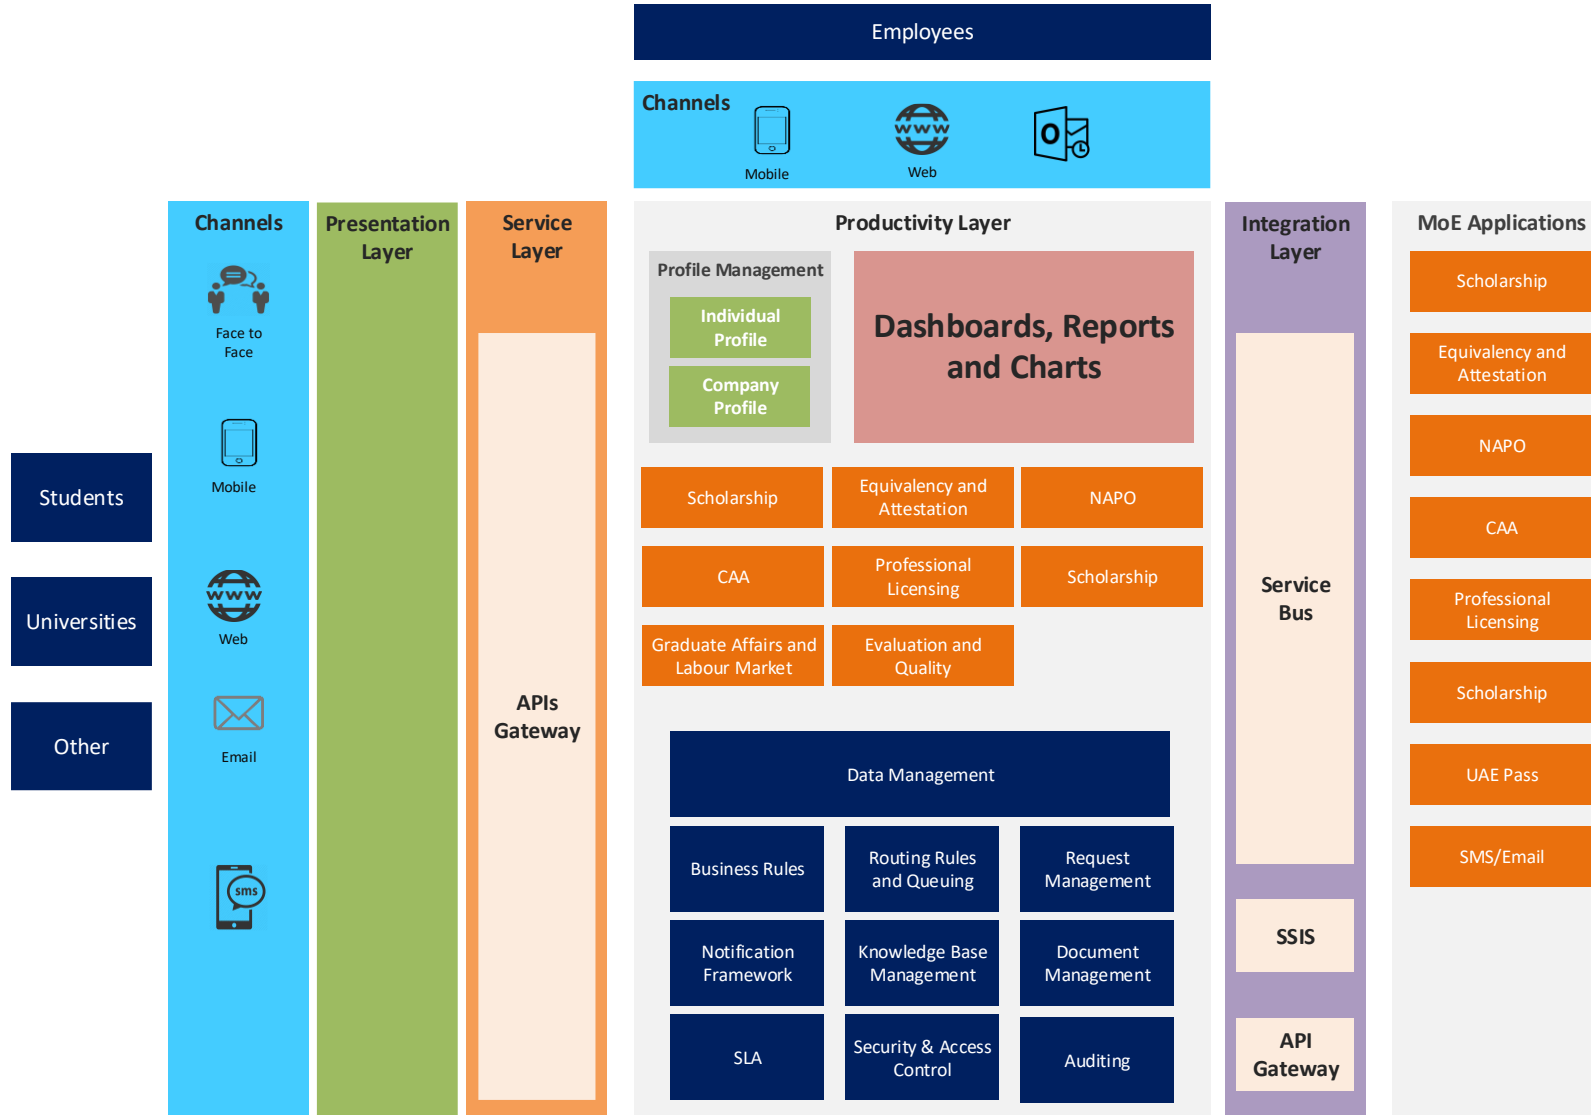 Employees
Channels
www
O
Mobile
Web
Channels
Face to
Face
Mobile
www
Web
Email
sms
Students
Universities
Other
Presentation
Layer
Service
Layer
APIs
Gateway
Productivity Layer
Profile Management
Individual
Profile
Company
Profile
Dashboards, Reports
and Charts
Scholarship
Equivalency and
Attestation
NAPO
CAA
Professional
Licensing
Scholarship
Graduate Affairs and
Labour Market
Evaluation and
Quality
Data Management
Business Rules
Routing Rules
and Queuing
Request
Management
Notification
Framework
Knowledge Base
Management
Document
Management
SLA
Security & Access
Control
Auditing
Integration
Layer
Service
Bus
SSIS
API
Gateway
MoE Applications
Scholarship
Equivalency and
Attestation
NAPO
CAA
Professional
Licensing
Scholarship
UAE Pass
SMS/Email